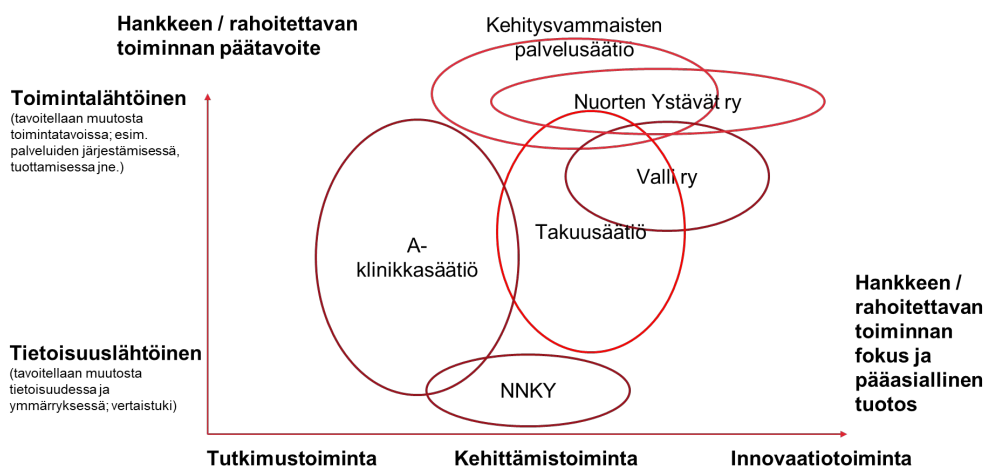 Hankkeen / rahoitettavan
toiminnan päätavoite
Kehitysvammaisten
palvelusäätiö
Toimintalähtöinen
(tavoitellaan muutosta
toimintatavoissa; esim.
palveluiden järjestämisessä,
tuottamisessa jne.)
Nuorten Ystävät ry
Valli ry
Takuusäätiö
A-
klinikkasäätiö
Hankkeen /
rahoitettavan
toiminnan
fokus ja
pääasiallinen
tuotos
Tietoisuuslähtöinen
(tavoitellaan muutosta
tietoisuudessa ja
ymmärryksessä; vertaistuki)
NNKY
Tutkimustoiminta
Kehittämistoiminta
Innovaatiotoiminta